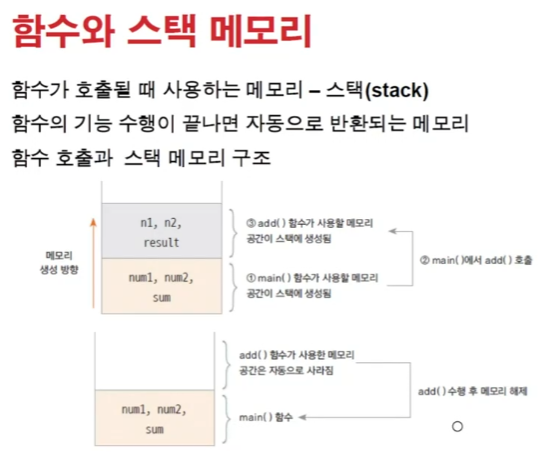 함수와 스택 메모리
함수가 호출될 때 사용하는 메모리 – 스택(stack)
함수의 기능 수행이 끝나면 자동으로 반환되는 메모리
함수 호출과 스택 메모리 구조
메모리
생성 방향
n1, n2,
result
③ add( ) 함수가 사용할 메모리
공간이 스택에 생성됨
② main( )에서 add( ) 호출
num1, num2,
sum
① main( ) 함수가 사용할 메모리
공간이 스택에 생성됨
add( ) 함수가 사용한 메모리
공간은 자동으로 사라짐
add( ) 수행 후 메모리 해제
num1, num2,
sum
main( ) 함수